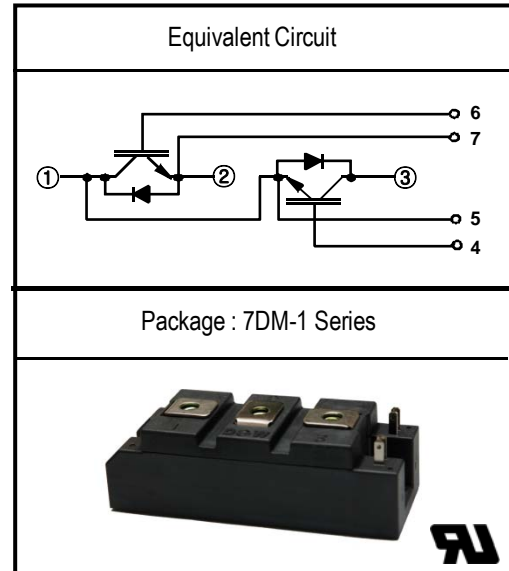 Equivalent Circuit
6
7
① ② ③
5
4
Package : 7DM-1 Series